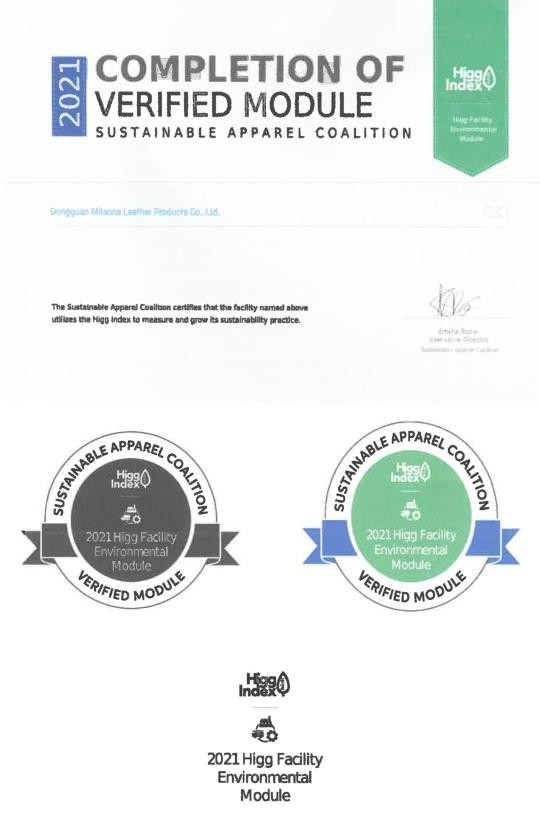 2021
COMPLETION OF
VERIFIED MODULE
SUSTAINABLE APPAREL COALITION
Higg
Index
Higg Facility
Environmental
Module
Dongguan Milanna Leather Products Co., Ltd.
The Sustainable Apparel Coalition certifies that the facility named above
utilizes the Higg Index to measure and grow its sustainability practice.
Amina Razvi
Executive Director
Sustainable Apparel Coalition
SUSTAINABLE APPAREL COALITION
Higg
Index
2021 Higg Facility
Environmental
Module
VERIFIED MODULE
SUSTAINABLE APPAREL COALITION
Higg
Index
2021 Higg Facility
Environmental
Module
VERIFIED MODULE
Higg
Index
2021 Higg Facility
Environmental
Module